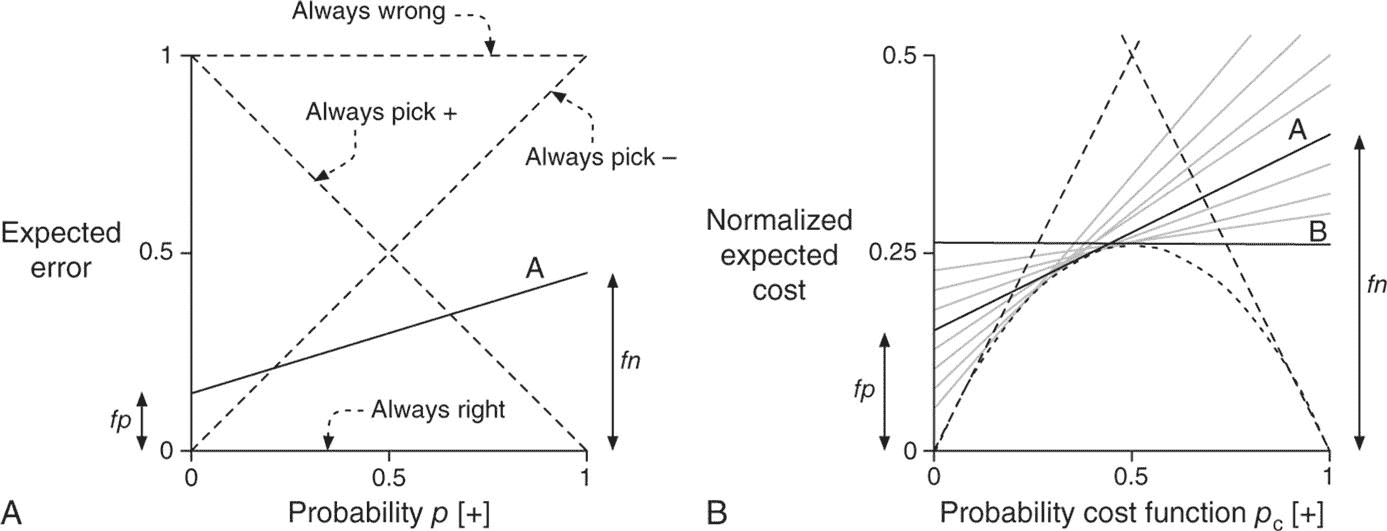 Always wrong
1
Always pick +
Always pick –
Expected
error
0.5
A
fn
fp
Always right
0
0
0.5
1
A
Probability p [+]
0.5
A
Normalized
expected
cost
0.25
B
fn
fp
0
0
0.5
1
B
Probability cost function pc [+]